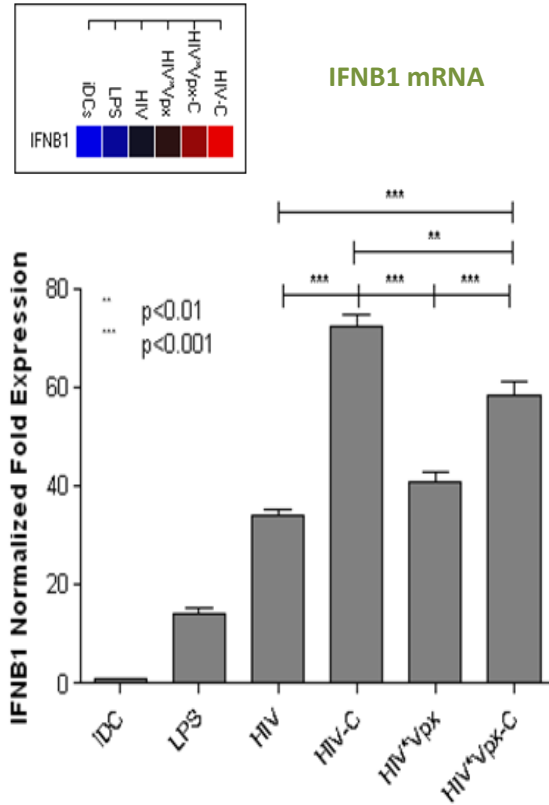 IFNB1 mRNA
iDCs
LPS
HIV
HIV*Vpx
HIV*Vpx-C
HIV-C
IFNB1
***
**
*** *** ***
IFNB1 Normalized Fold Expression
80
60
40
20
0
** p<0.01
*** p<0.001
IDC
LPS
HIV
HIV-C
HIV*Vpx
HIV*Vpx-C